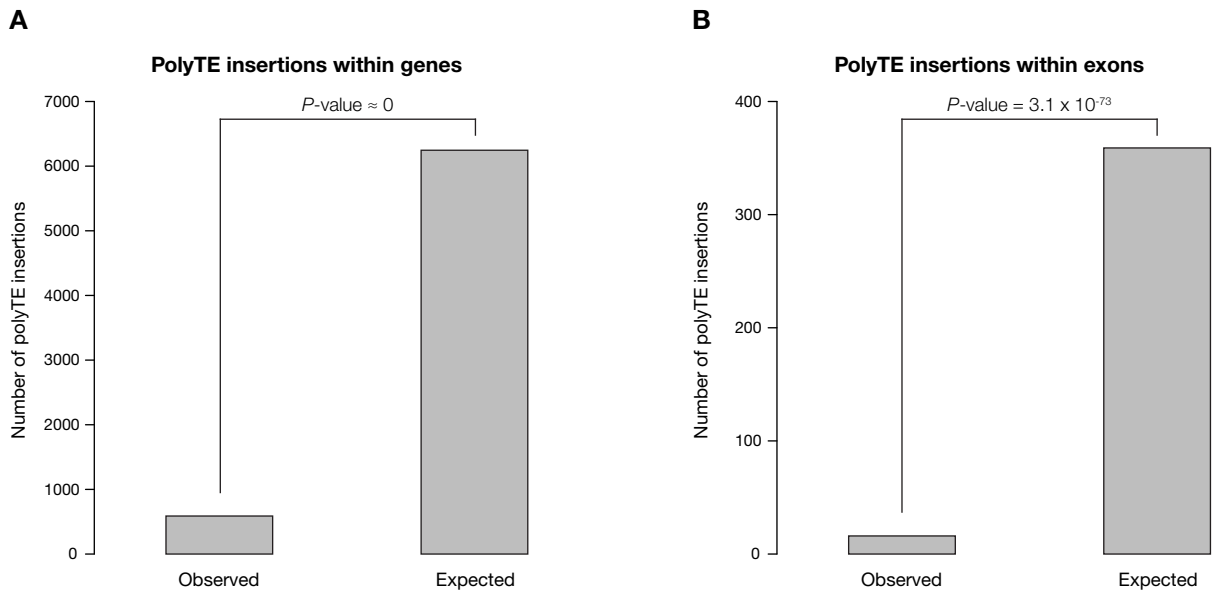 A
PolyTE insertions within genes
P-value ≈ 0
Number of polyTE insertions
7000
6000
5000
4000
3000
2000
1000
0
Observed
Expected
B
PolyTE insertions within exons
P-value = 3.1 x 10⁻⁷³
Number of polyTE insertions
400
300
200
100
0
Observed
Expected